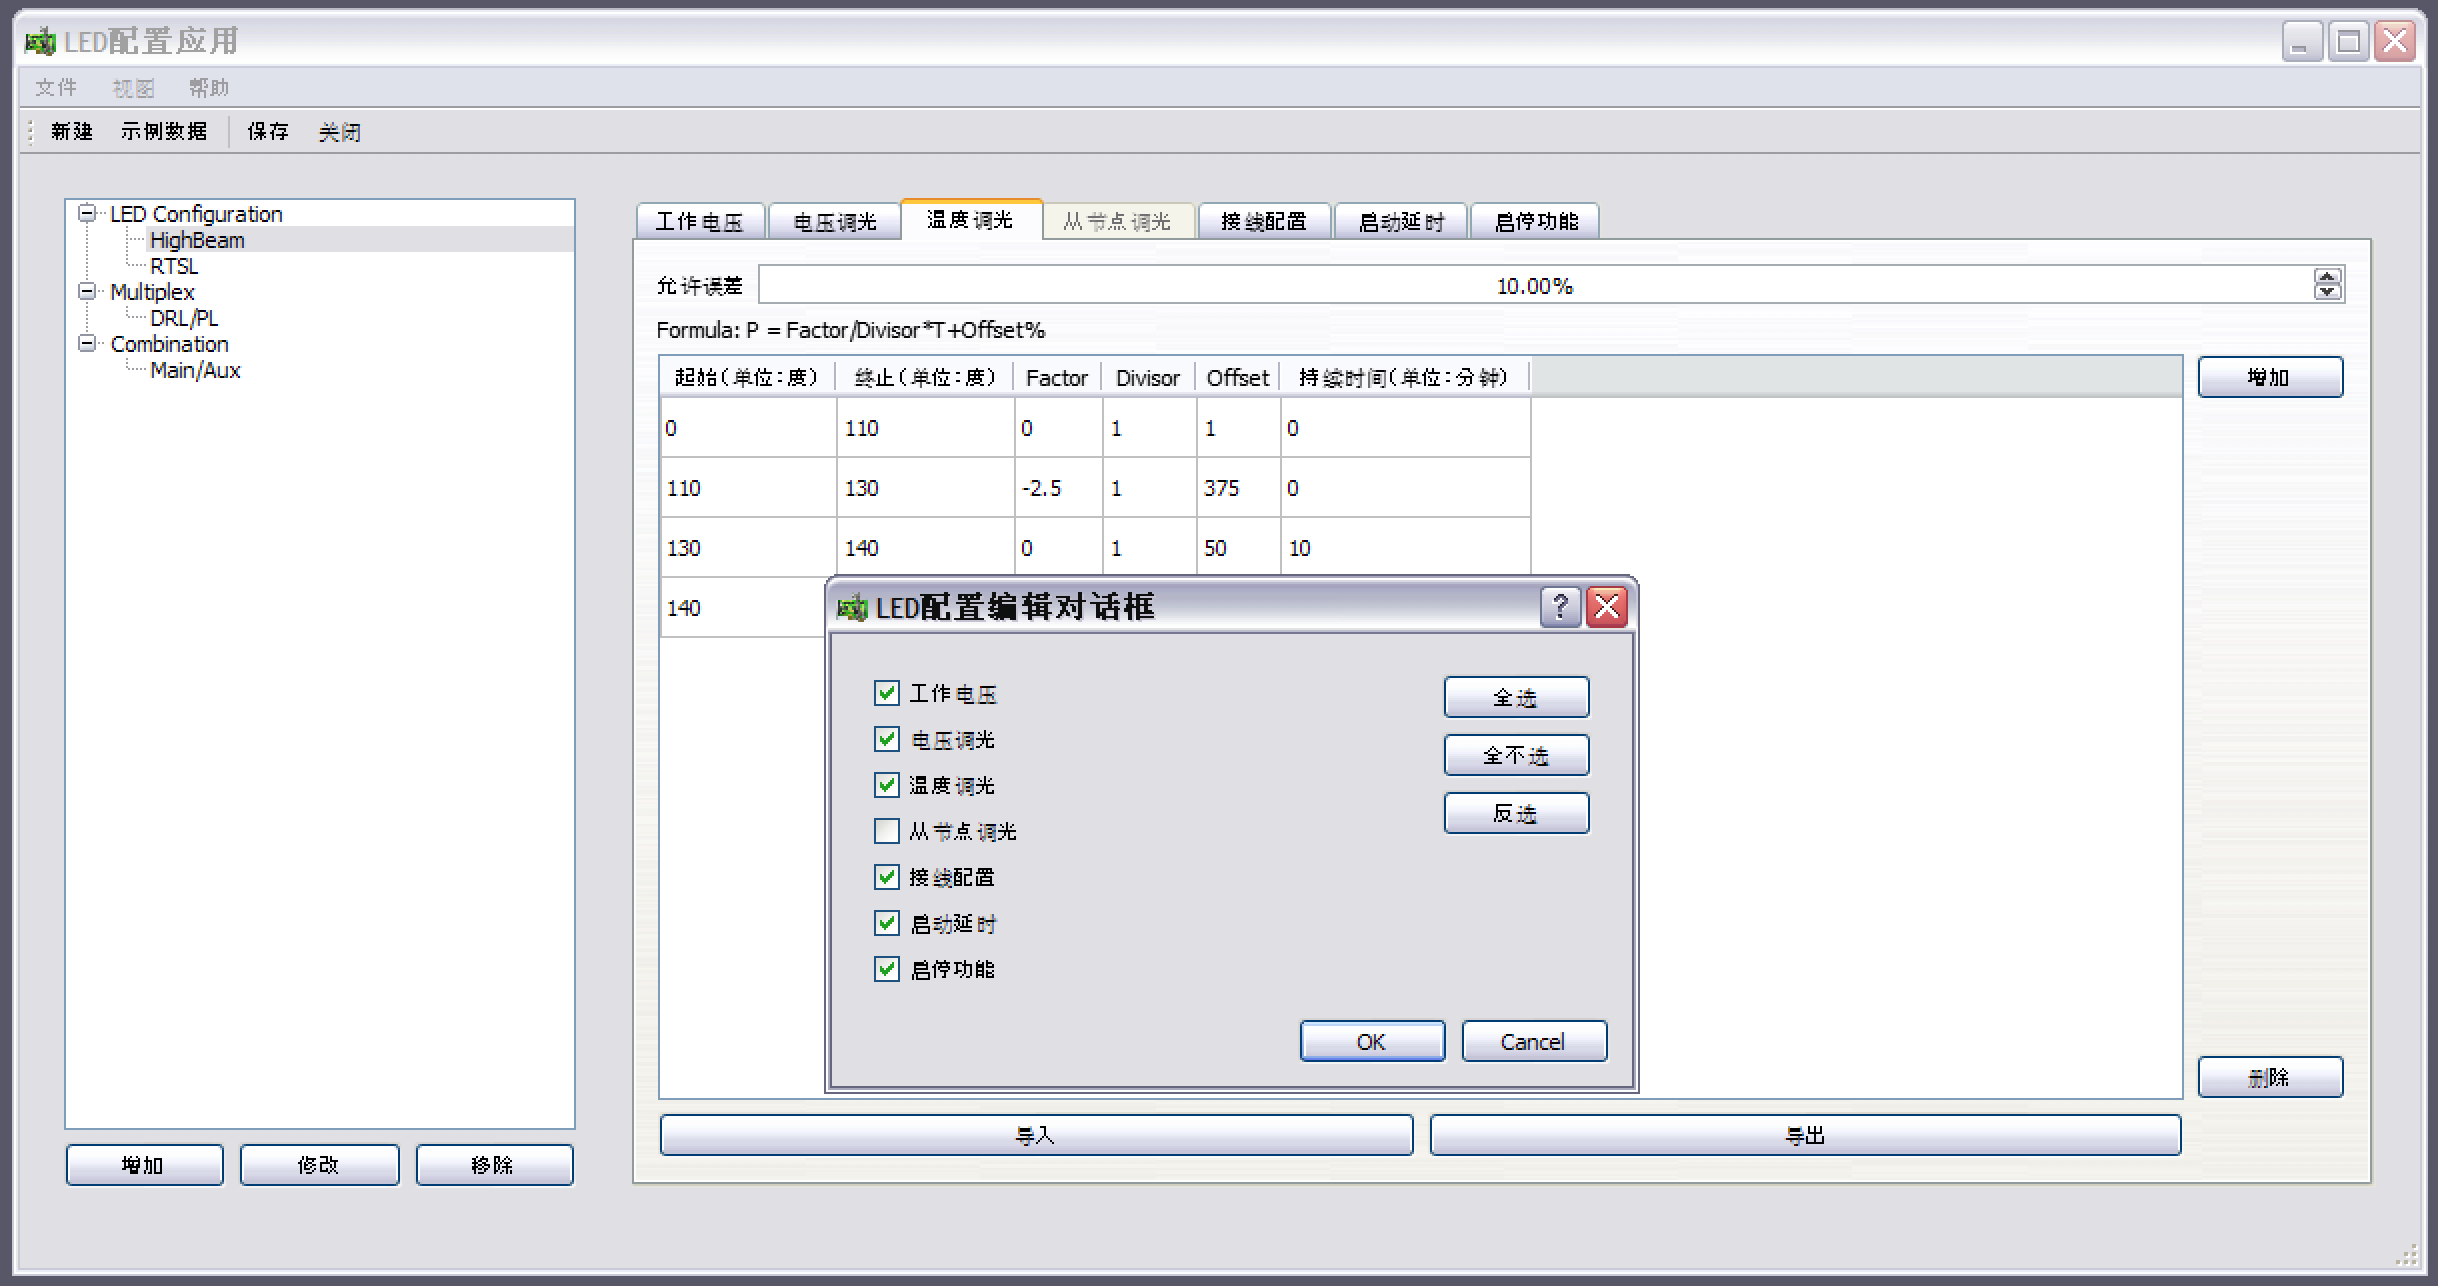 LED配置应用
文件 视图 帮助
新建 示例数据 保存 关闭
LED Configuration
HighBeam
RTSL
Multiplex
DRL/PL
Combination
Main/Aux
增加 修改 移除
工作电压 电压调光 温度调光 从节点调光 接线配置 启动延时 启停功能
允许误差 10.00%
Formula: P = Factor/Divisor*T+Offset%
起始(单位:度) 终止(单位:度) Factor Divisor Offset 持续时间(单位:分钟)
0 110 0 1 1 0
110 130 -2.5 1 375 0
130 140 0 1 50 10
140
增加
删除
导入 导出
LED配置编辑对话框
工作电压
电压调光
温度调光
从节点调光
接线配置
启动延时
启停功能
全选
全不选
反选
OK Cancel